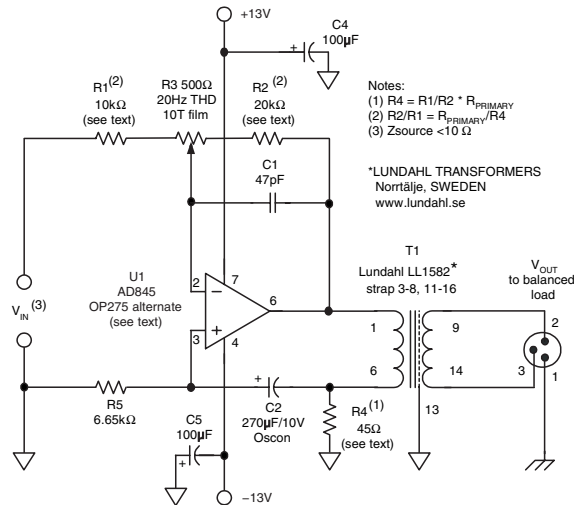 +13V
C4
100µF
+
R1(2)
10kΩ
(see text)
R3 500Ω
20Hz THD
10T film
R2(2)
20kΩ
(see text)
Notes:
(1) R4 = R1/R2 * RPRIMARY
(2) R2/R1 = RPRIMARY/R4
(3) Zsource <10 Ω
C1
47pF
*LUNDAHL TRANSFORMERS
Norrtälje, SWEDEN
www.lundahl.se
U1
AD845
OP275 alternate
(see text)
VIN(3)
2
−
7
6
+
3
4
T1
Lundahl LL1582*
strap 3-8, 11-16
VOUT
to balanced
load
1
9
2
6
14
3
1
13
R5
6.65kΩ
+
C2
270µF/10V
Oscon
R4(1)
45Ω
(see text)
C5
100µF
+
−13V